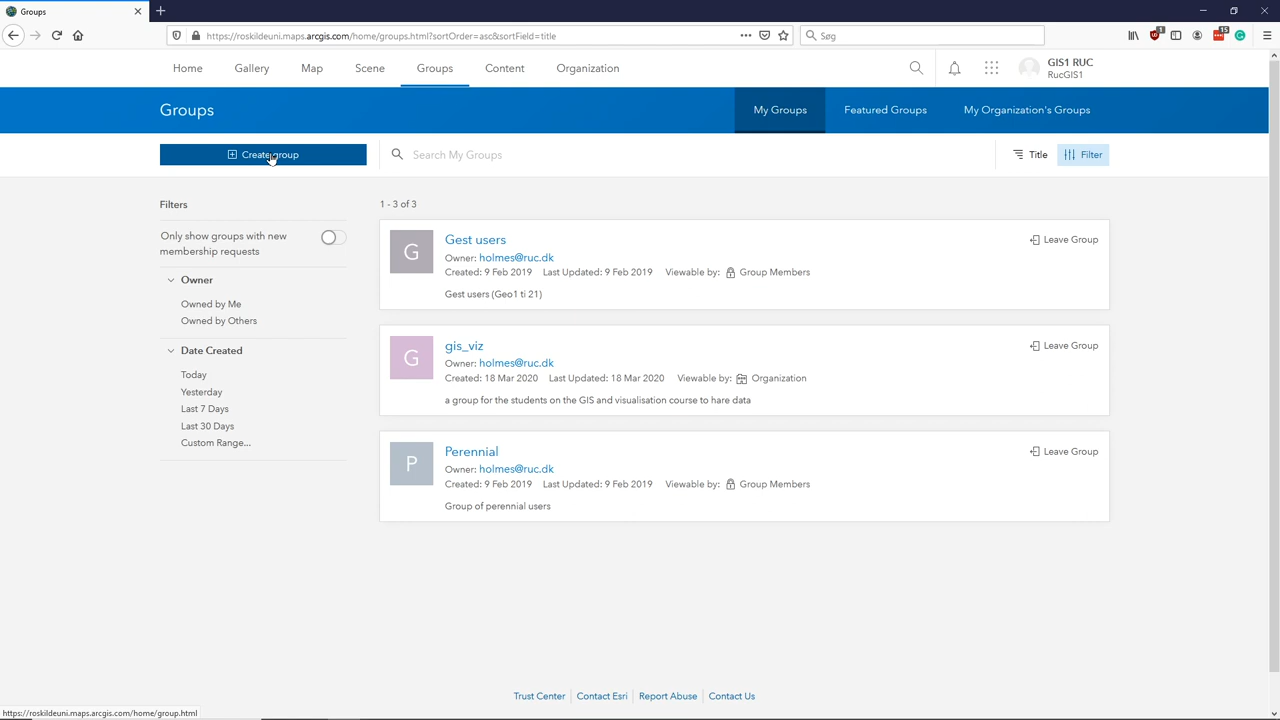 Groups
https://roskildeuni.maps.arcgis.com/home/groups.html?sortOrder=asc&sortField=title
Søg
1
15
Home
Gallery
Map
Scene
Groups
Content
Organization
GIS1 RUC
RucGIS1
Groups
My Groups
Featured Groups
My Organization's Groups
Create group
Search My Groups
Title
Filter
Filters
Only show groups with new
membership requests
Owner
Owned by Me
Owned by Others
Date Created
Today
Yesterday
Last 7 Days
Last 30 Days
Custom Range...
1 - 3 of 3
G
Gest users
Leave Group
Owner: holmes@ruc.dk
Created: 9 Feb 2019 Last Updated: 9 Feb 2019 Viewable by: Group Members
Gest users (Geo1 ti 21)
G
gis_viz
Leave Group
Owner: holmes@ruc.dk
Created: 18 Mar 2020 Last Updated: 18 Mar 2020 Viewable by: Organization
a group for the students on the GIS and visualisation course to hare data
P
Perennial
Leave Group
Owner: holmes@ruc.dk
Created: 9 Feb 2019 Last Updated: 9 Feb 2019 Viewable by: Group Members
Group of perennial users
Trust Center
Contact Esri
Report Abuse
Contact Us
https://roskildeuni.maps.arcgis.com/home/group.html